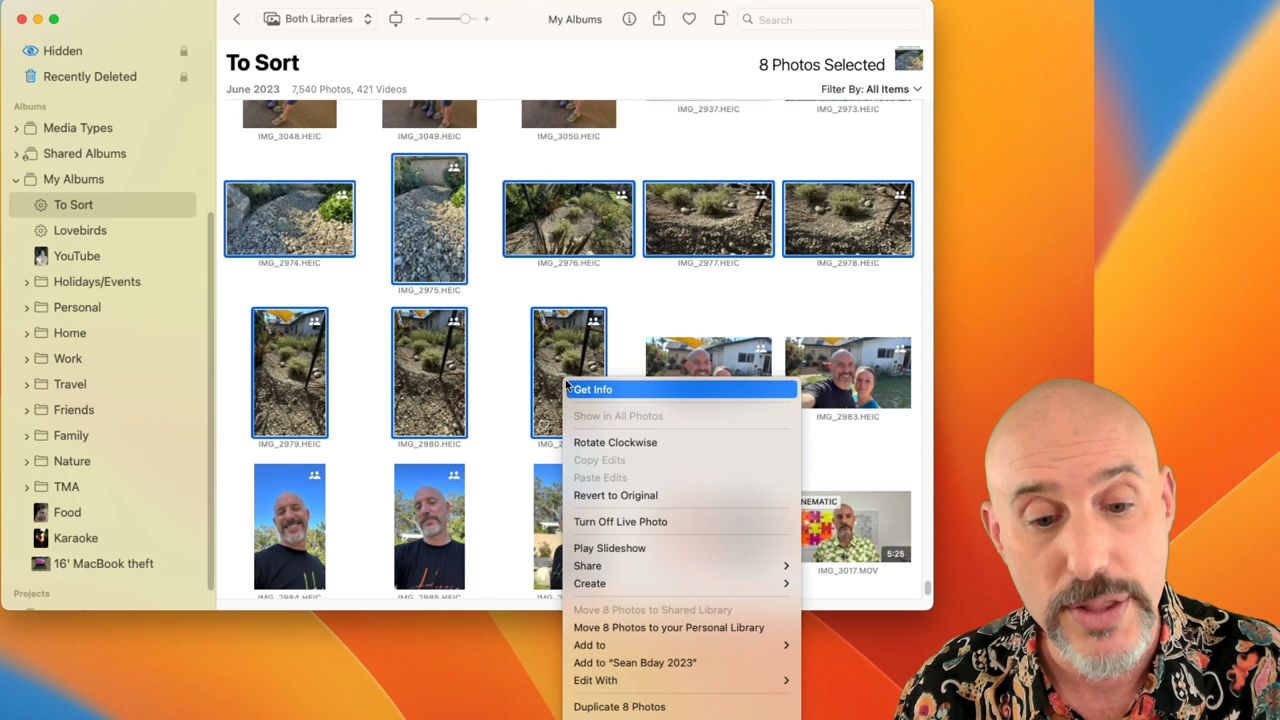 Both Libraries
My Albums
Search
Hidden
Recently Deleted
Albums
Media Types
Shared Albums
My Albums
To Sort
Lovebirds
YouTube
Holidays/Events
Personal
Home
Work
Travel
Friends
Family
Nature
TMA
Food
Karaoke
16' MacBook theft
Projects
To Sort
8 Photos Selected
June 2023 7,540 Photos, 421 Videos
Filter By: All Items
IMG_3048.HEIC
IMG_3049.HEIC
IMG_3050.HEIC
IMG_2937.HEIC
IMG_2973.HEIC
IMG_2974.HEIC
IMG_2975.HEIC
IMG_2976.HEIC
IMG_2977.HEIC
IMG_2978.HEIC
IMG_2979.HEIC
IMG_2980.HEIC
IMG_2983.HEIC
IMG_2984.HEIC
IMG_2985.HEIC
NEMATIC
5:25
IMG_3017.MOV
Get Info
Show in All Photos
Rotate Clockwise
Copy Edits
Paste Edits
Revert to Original
Turn Off Live Photo
Play Slideshow
Share
Create
Move 8 Photos to Shared Library
Move 8 Photos to your Personal Library
Add to
Add to “Sean Bday 2023”
Edit With
Duplicate 8 Photos